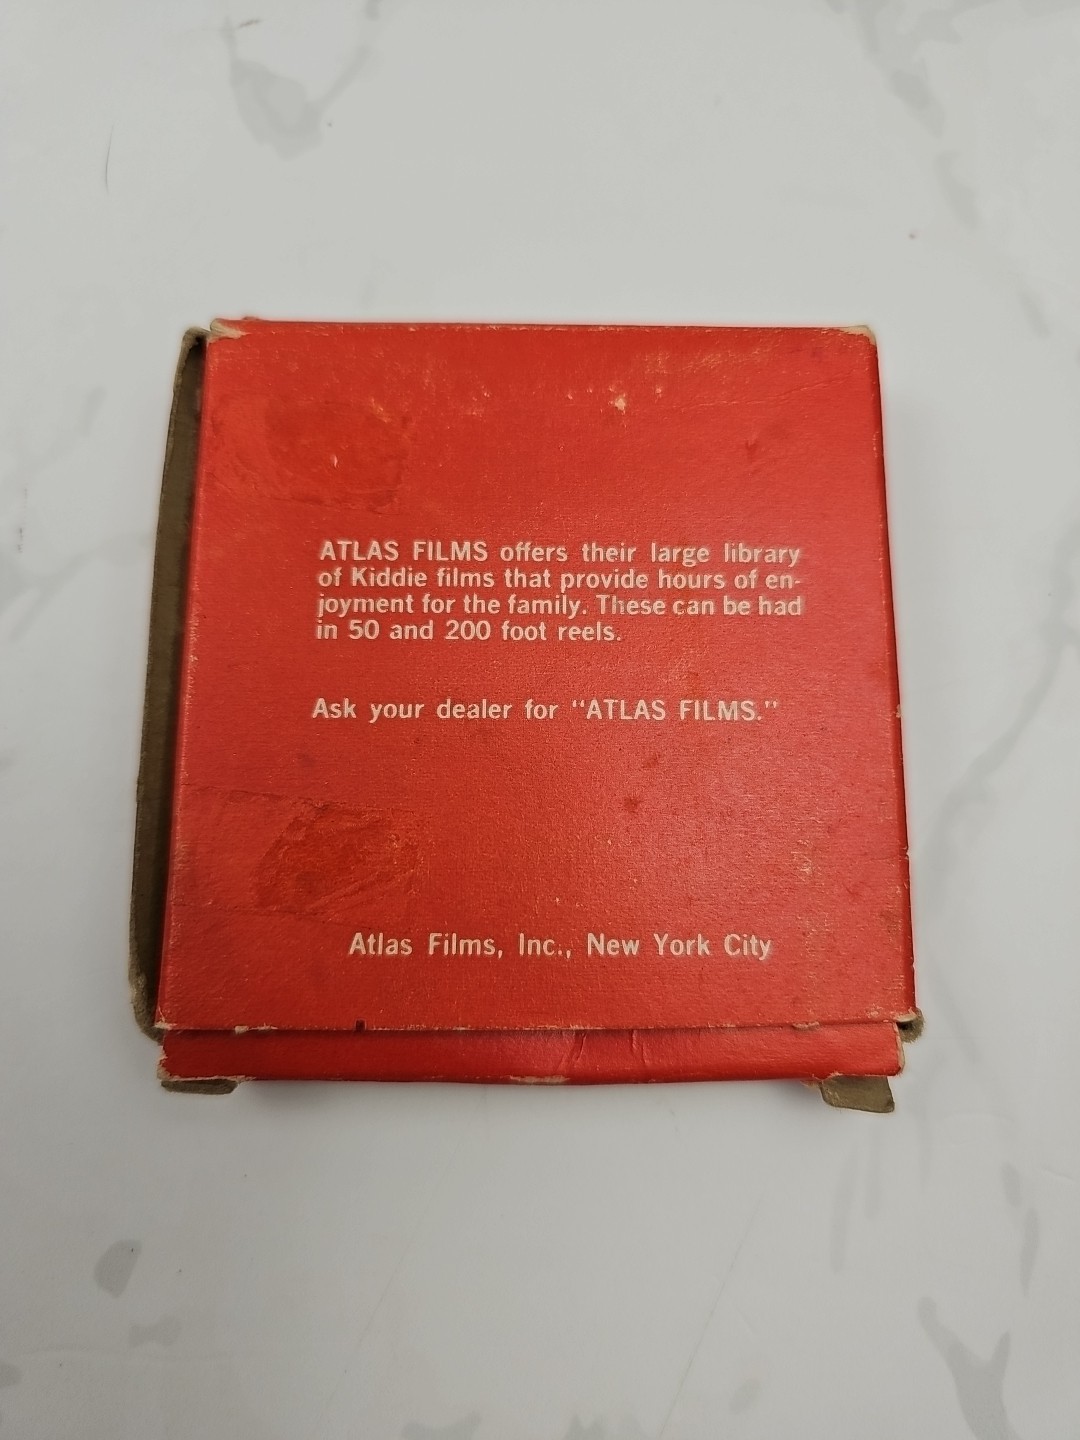 ATLAS FILMS offers their large library
of Kiddie films that provide hours of en-
joyment for the family. These can be had
in 50 and 200 foot reels.
Ask your dealer for "ATLAS FILMS."
Atlas Films, Inc., New York City